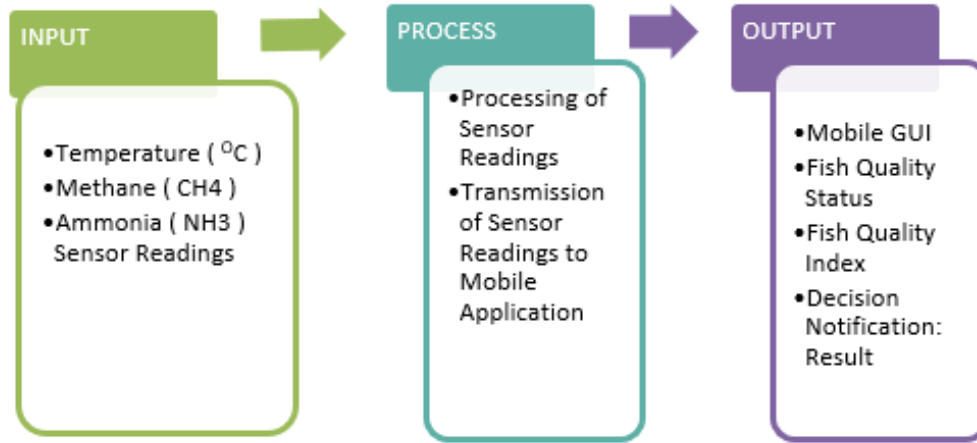 INPUT
•Temperature ( ᴼC )
•Methane ( CH4 )
•Ammonia ( NH3 )
Sensor Readings
PROCESS
•Processing of
Sensor
Readings
•Transmission
of Sensor
Readings to
Mobile
Application
OUTPUT
•Mobile GUI
•Fish Quality
Status
•Fish Quality
Index
•Decision
Notification:
Result